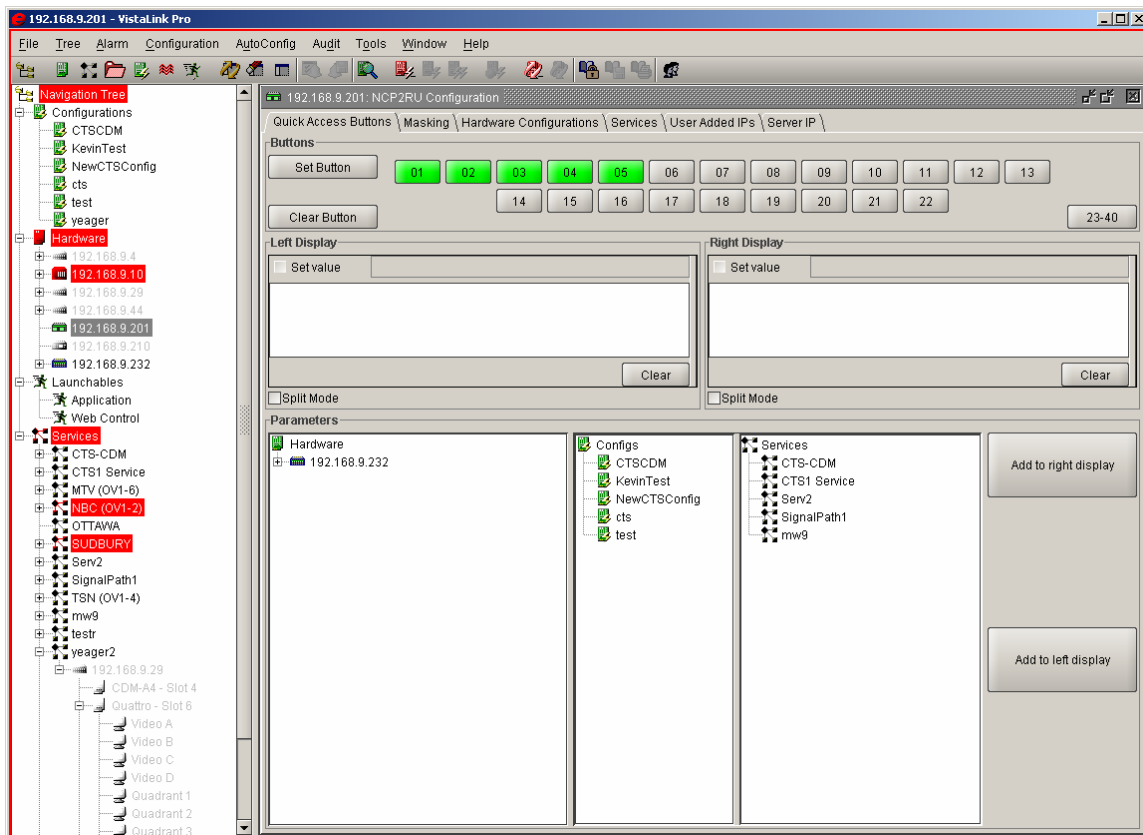 192.168.9.201 - VistaLink Pro
File Tree Alarm Configuration AutoConfig Audit Tools Window Help
Navigation Tree
Configurations
CTSCDM
KevinTest
NewCTSConfig
cts
test
yeager
Hardware
192.168.9.4
192.168.9.10
192.168.9.29
192.168.9.44
192.168.9.201
192.168.9.210
192.168.9.232
Launchables
Application
Web Control
Services
CTS-CDM
CTS1 Service
MTV (OV1-6)
NBC (OV1-2)
OTTAWA
SUDBURY
Serv2
SignalPath1
TSN (OV1-4)
mw9
testr
yeager2
192.168.9.29
CDM-A4 - Slot 4
Quattro - Slot 6
Video A
Video B
Video C
Video D
Quadrant 1
Quadrant 2
Quadrant 3
192.168.9.201: NCP2RU Configuration
Quick Access Buttons Masking Hardware Configurations Services User Added IPs Server IP
Buttons
Set Button 01 02 03 04 05 06 07 08 09 10 11 12 13
14 15 16 17 18 19 20 21 22
Clear Button 23-40
Left Display
Set value
Clear
Split Mode
Right Display
Set value
Clear
Split Mode
Parameters
Hardware
192.168.9.232
Configs
CTSCDM
KevinTest
NewCTSConfig
cts
test
Services
CTS-CDM
CTS1 Service
Serv2
SignalPath1
mw9
Add to right display
Add to left display